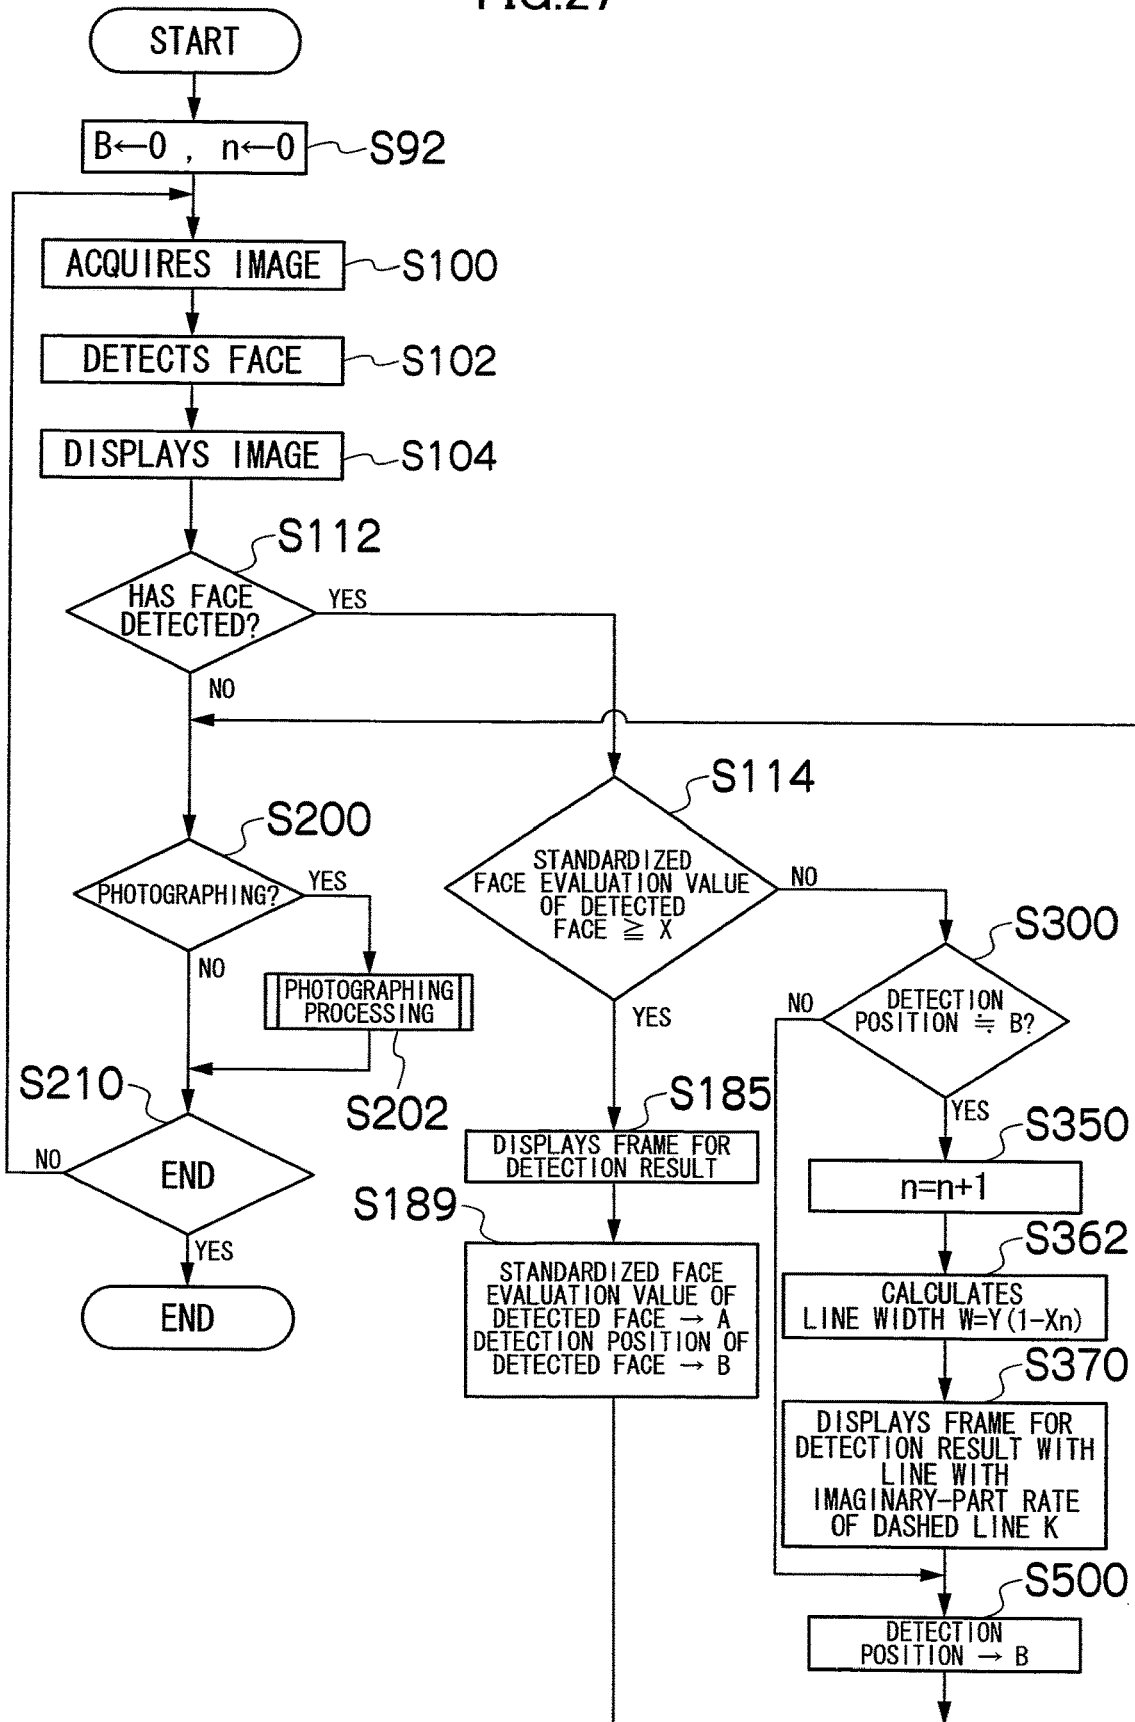 FIG.27
START
B←0 , n←0
S92
ACQUIRES IMAGE
S100
DETECTS FACE
S102
DISPLAYS IMAGE
S104
S112
HAS FACE
DETECTED?
YES
NO
S114
STANDARDIZED
FACE EVALUATION VALUE
OF DETECTED
FACE ≧ X
NO
YES
S200
PHOTOGRAPHING?
YES
NO
PHOTOGRAPHING
PROCESSING
S202
S210
END
NO
YES
END
S185
DISPLAYS FRAME FOR
DETECTION RESULT
S189
STANDARDIZED FACE
EVALUATION VALUE OF
DETECTED FACE → A
DETECTION POSITION OF
DETECTED FACE → B
S300
DETECTION
POSITION ≒ B?
NO
YES
S350
n=n+1
S362
CALCULATES
LINE WIDTH W=Y(1-Xn)
S370
DISPLAYS FRAME FOR
DETECTION RESULT WITH
LINE WITH
IMAGINARY-PART RATE
OF DASHED LINE K
S500
DETECTION
POSITION → B